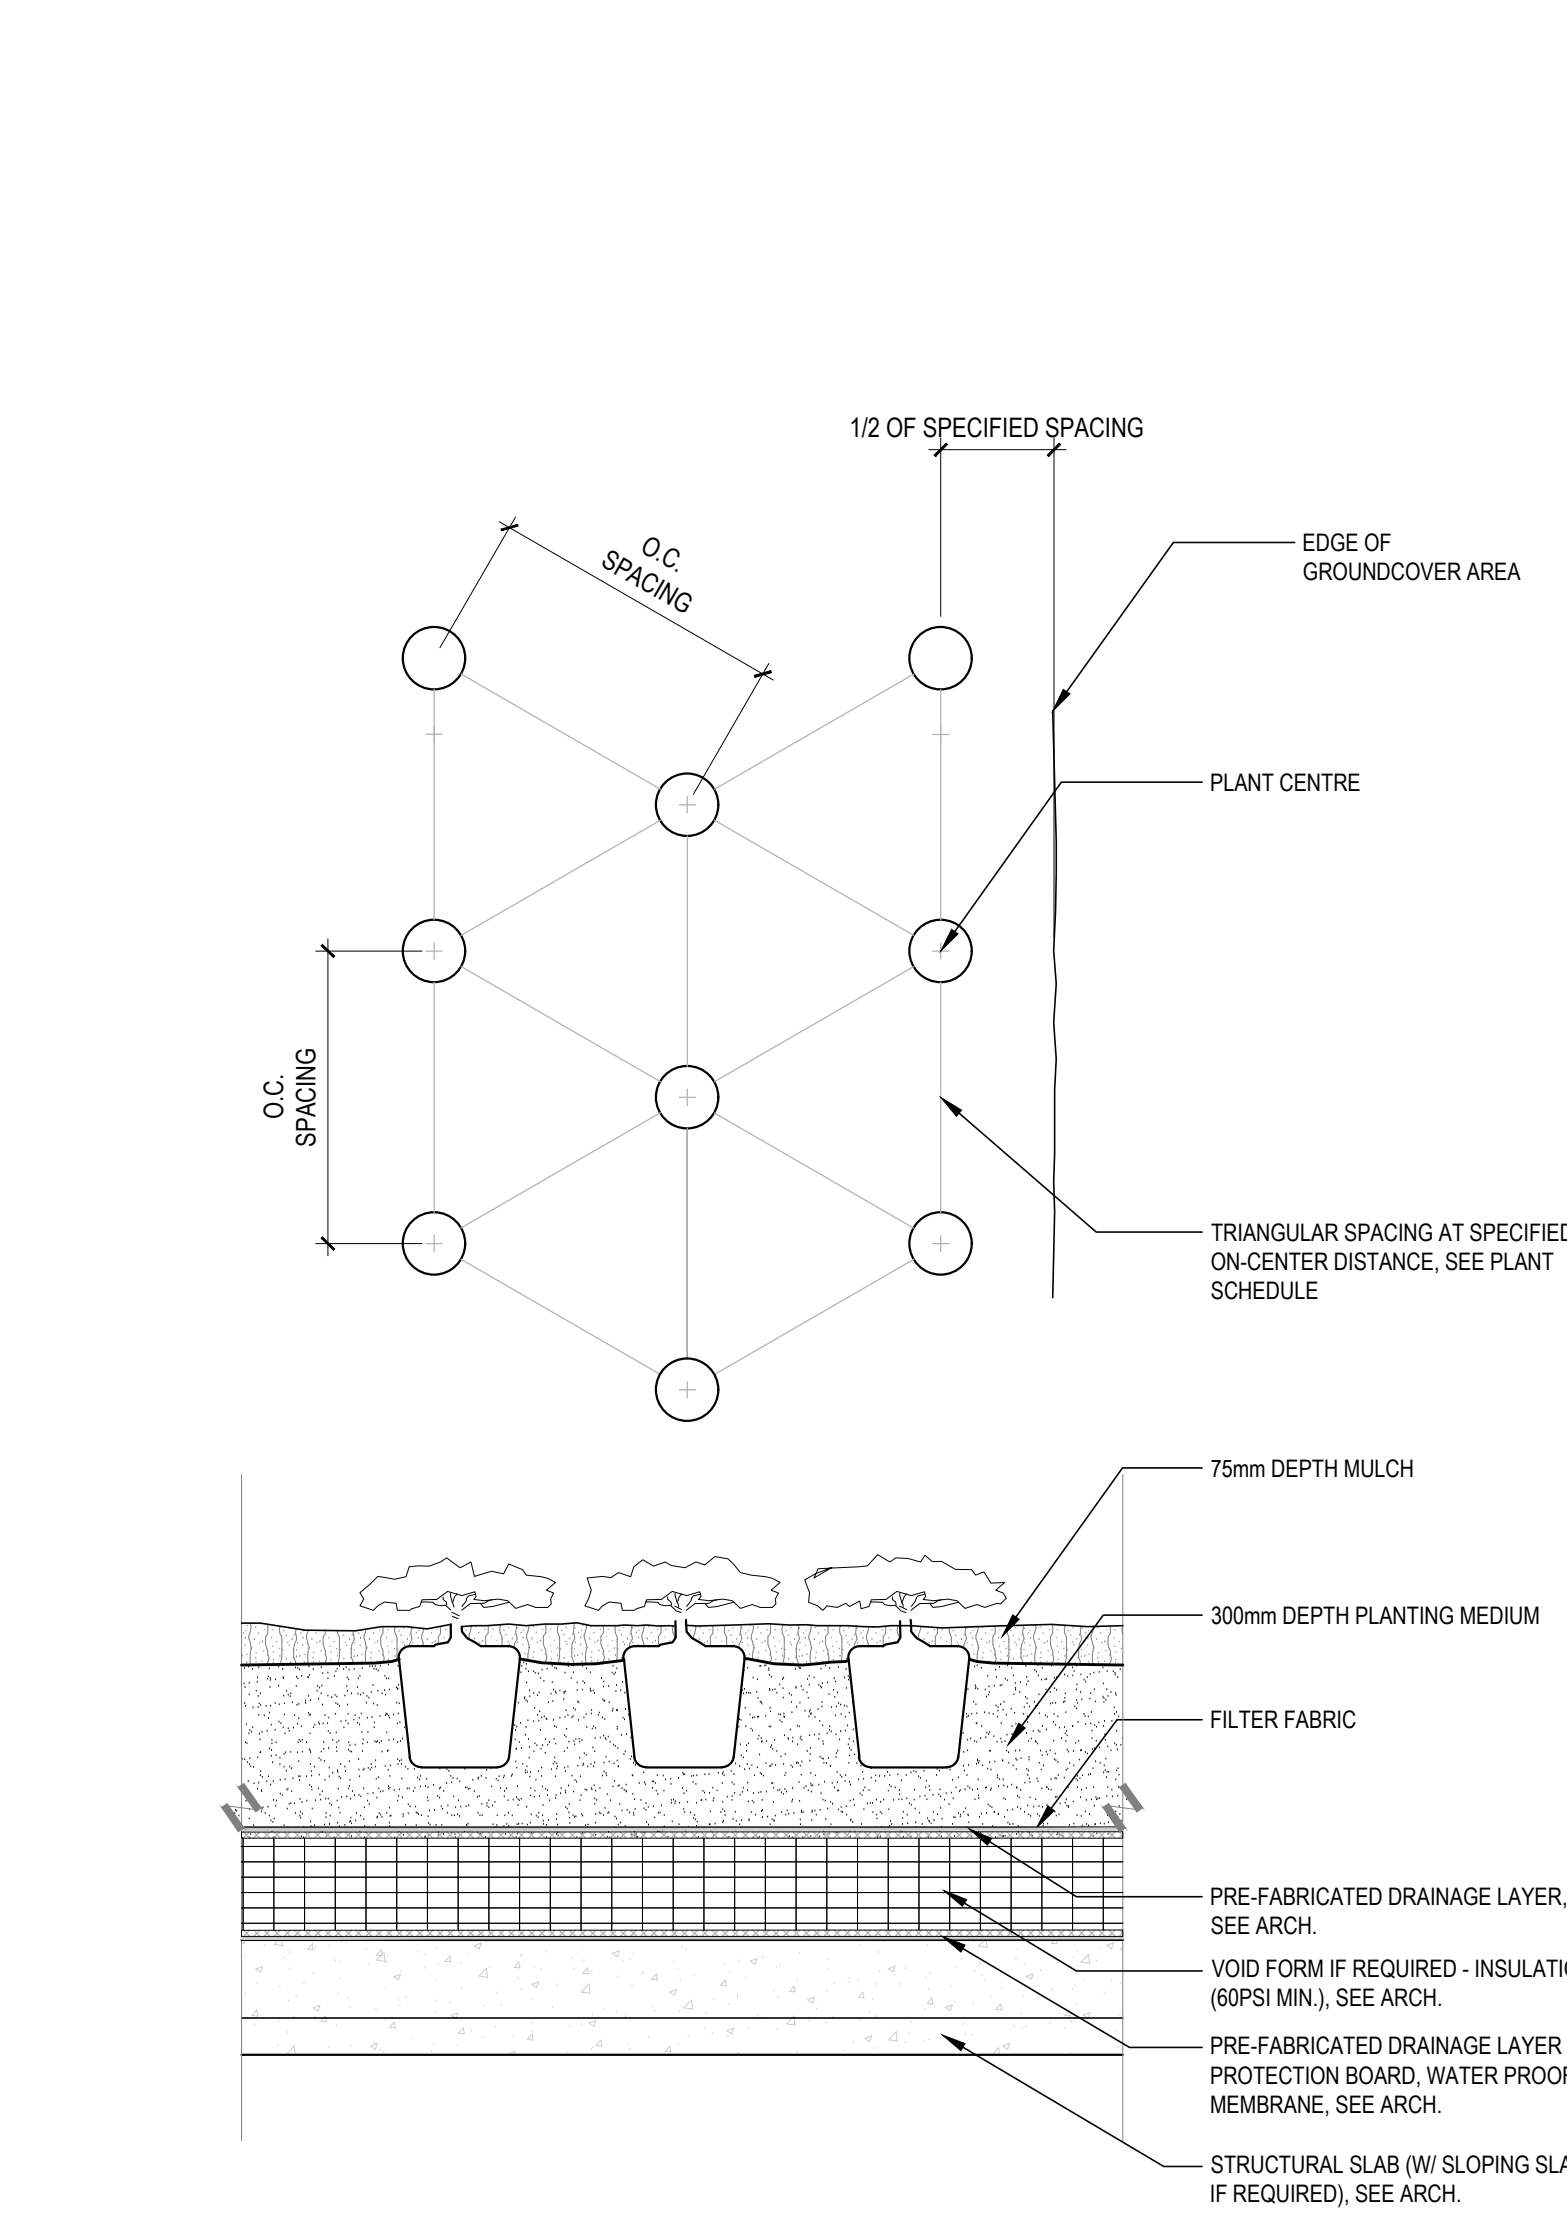 1/2 OF SPECIFIED SPACING
O.C.
SPACING
EDGE OF
GROUNDCOVER AREA
PLANT CENTRE
O.C.
SPACING
TRIANGULAR SPACING AT SPECIFIED
ON-CENTER DISTANCE, SEE PLANT
SCHEDULE
75mm DEPTH MULCH
300mm DEPTH PLANTING MEDIUM
FILTER FABRIC
PRE-FABRICATED DRAINAGE LAYER,
SEE ARCH.
VOID FORM IF REQUIRED - INSULATI
(60PSI MIN.), SEE ARCH.
PRE-FABRICATED DRAINAGE LAYER
PROTECTION BOARD, WATER PROOF
MEMBRANE, SEE ARCH.
STRUCTURAL SLAB (W/ SLOPING SLA
IF REQUIRED), SEE ARCH.